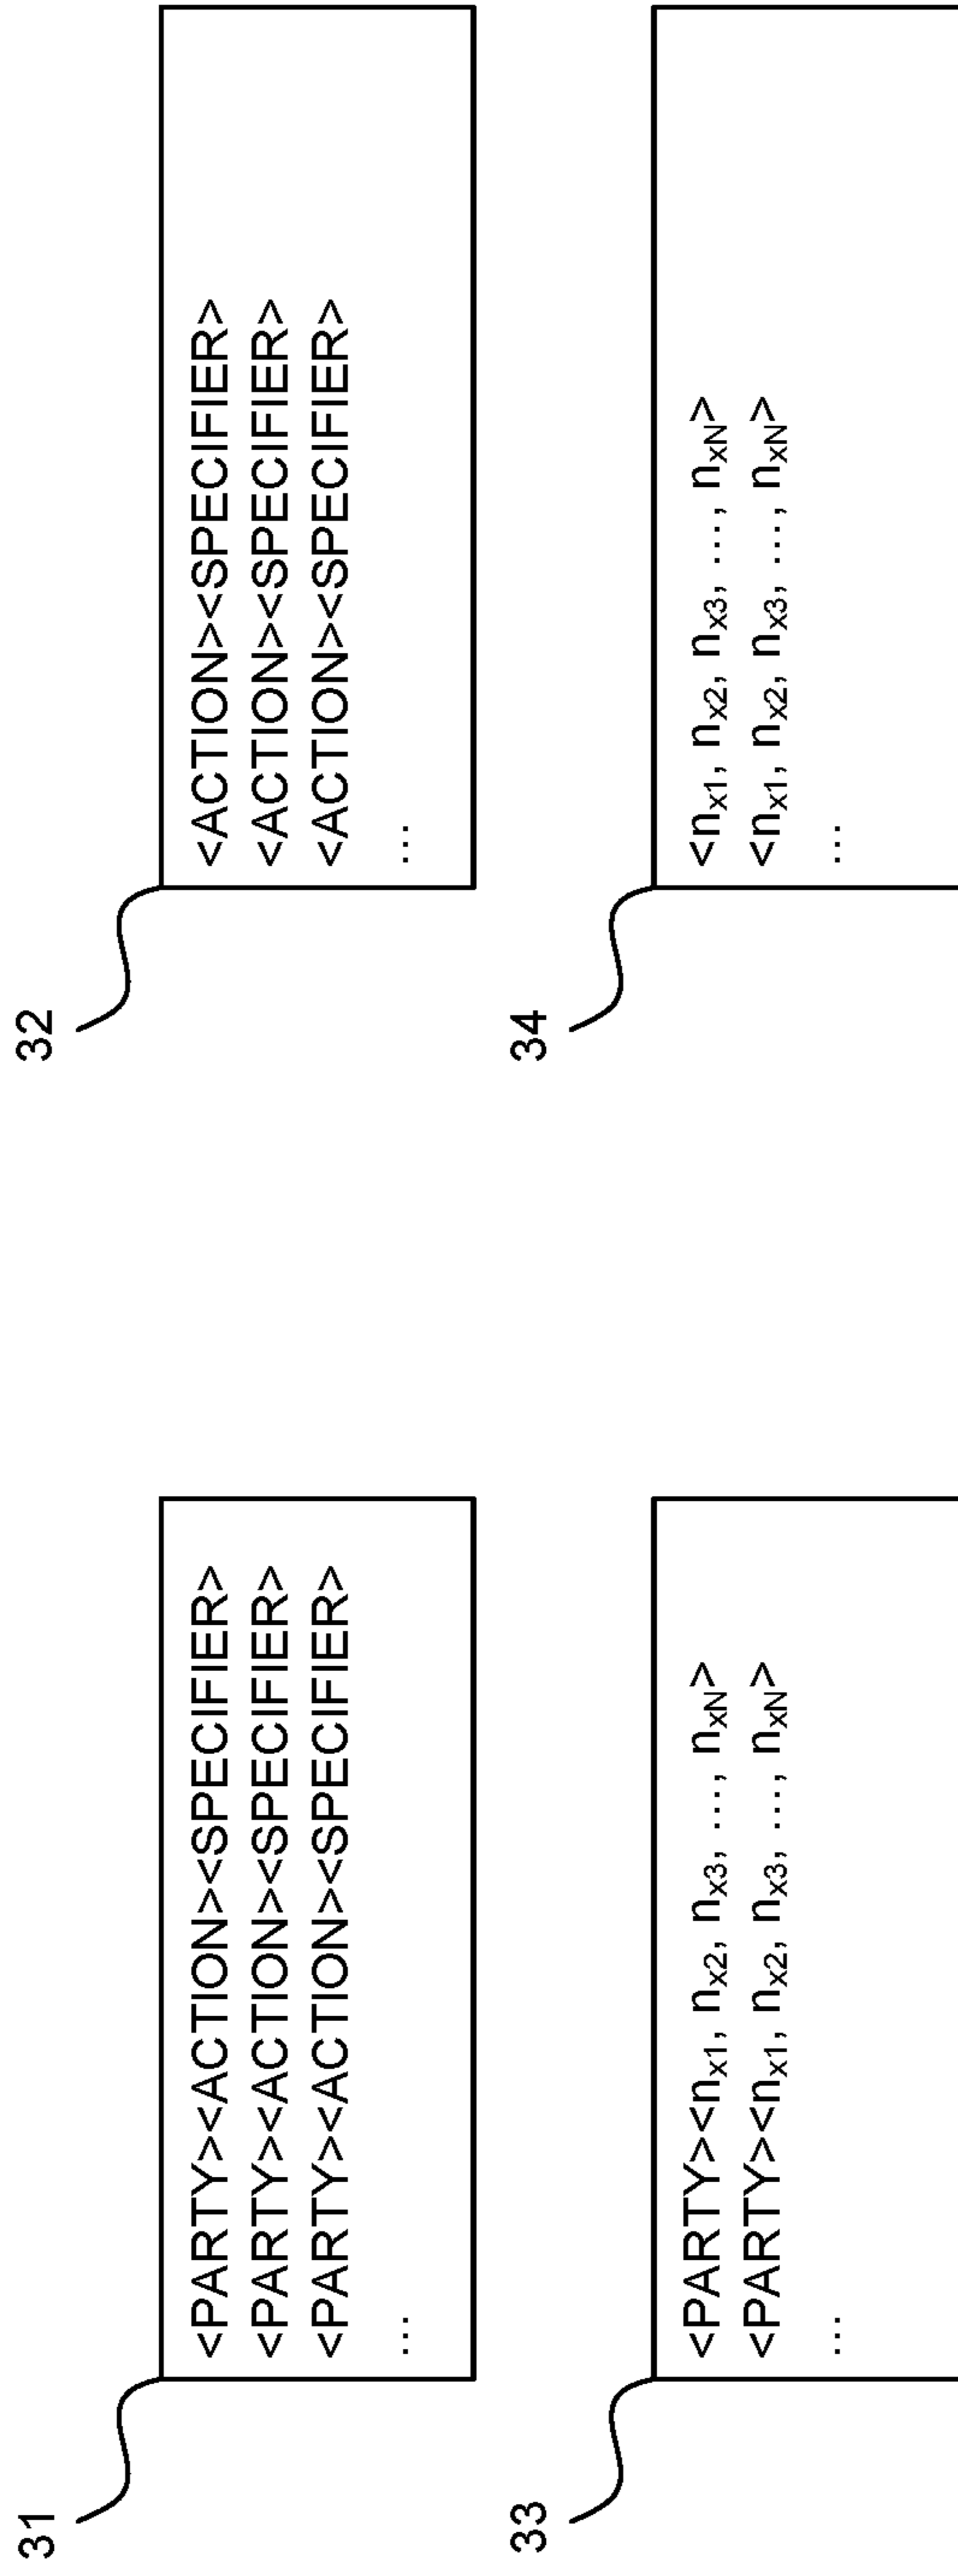 31
<PARTY><ACTION><SPECIFIER>
<PARTY><ACTION><SPECIFIER>
<PARTY><ACTION><SPECIFIER>
...
32
<ACTION><SPECIFIER>
<ACTION><SPECIFIER>
<ACTION><SPECIFIER>
...
33
<PARTY><nx1, nx2, nx3, ..., nxN>
<PARTY><nx1, nx2, nx3, ..., nxN>
...
34
<nx1, nx2, nx3, ..., nxN>
<nx1, nx2, nx3, ..., nxN>
...